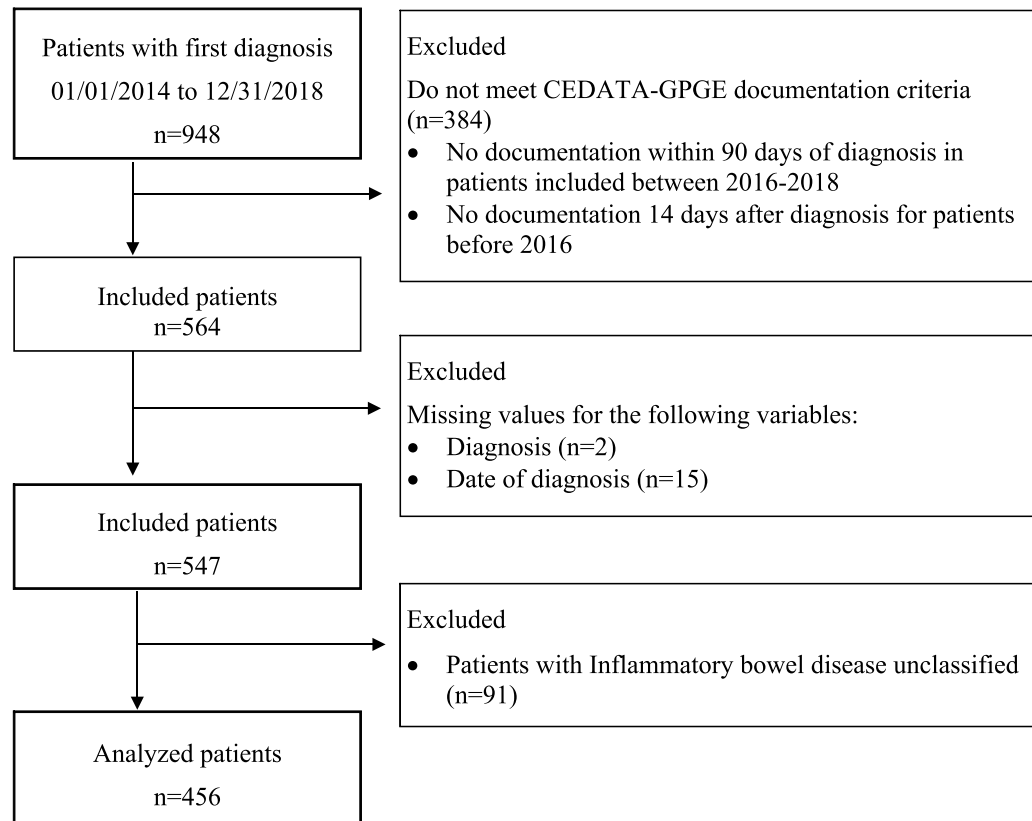 Patients with first diagnosis
01/01/2014 to 12/31/2018
n=948
Excluded
Do not meet CEDATA-GPGE documentation criteria
(n=384)
• No documentation within 90 days of diagnosis in
patients included between 2016-2018
• No documentation 14 days after diagnosis for patients
before 2016
Included patients
n=564
Excluded
Missing values for the following variables:
• Diagnosis (n=2)
• Date of diagnosis (n=15)
Included patients
n=547
Excluded
• Patients with Inflammatory bowel disease unclassified
(n=91)
Analyzed patients
n=456